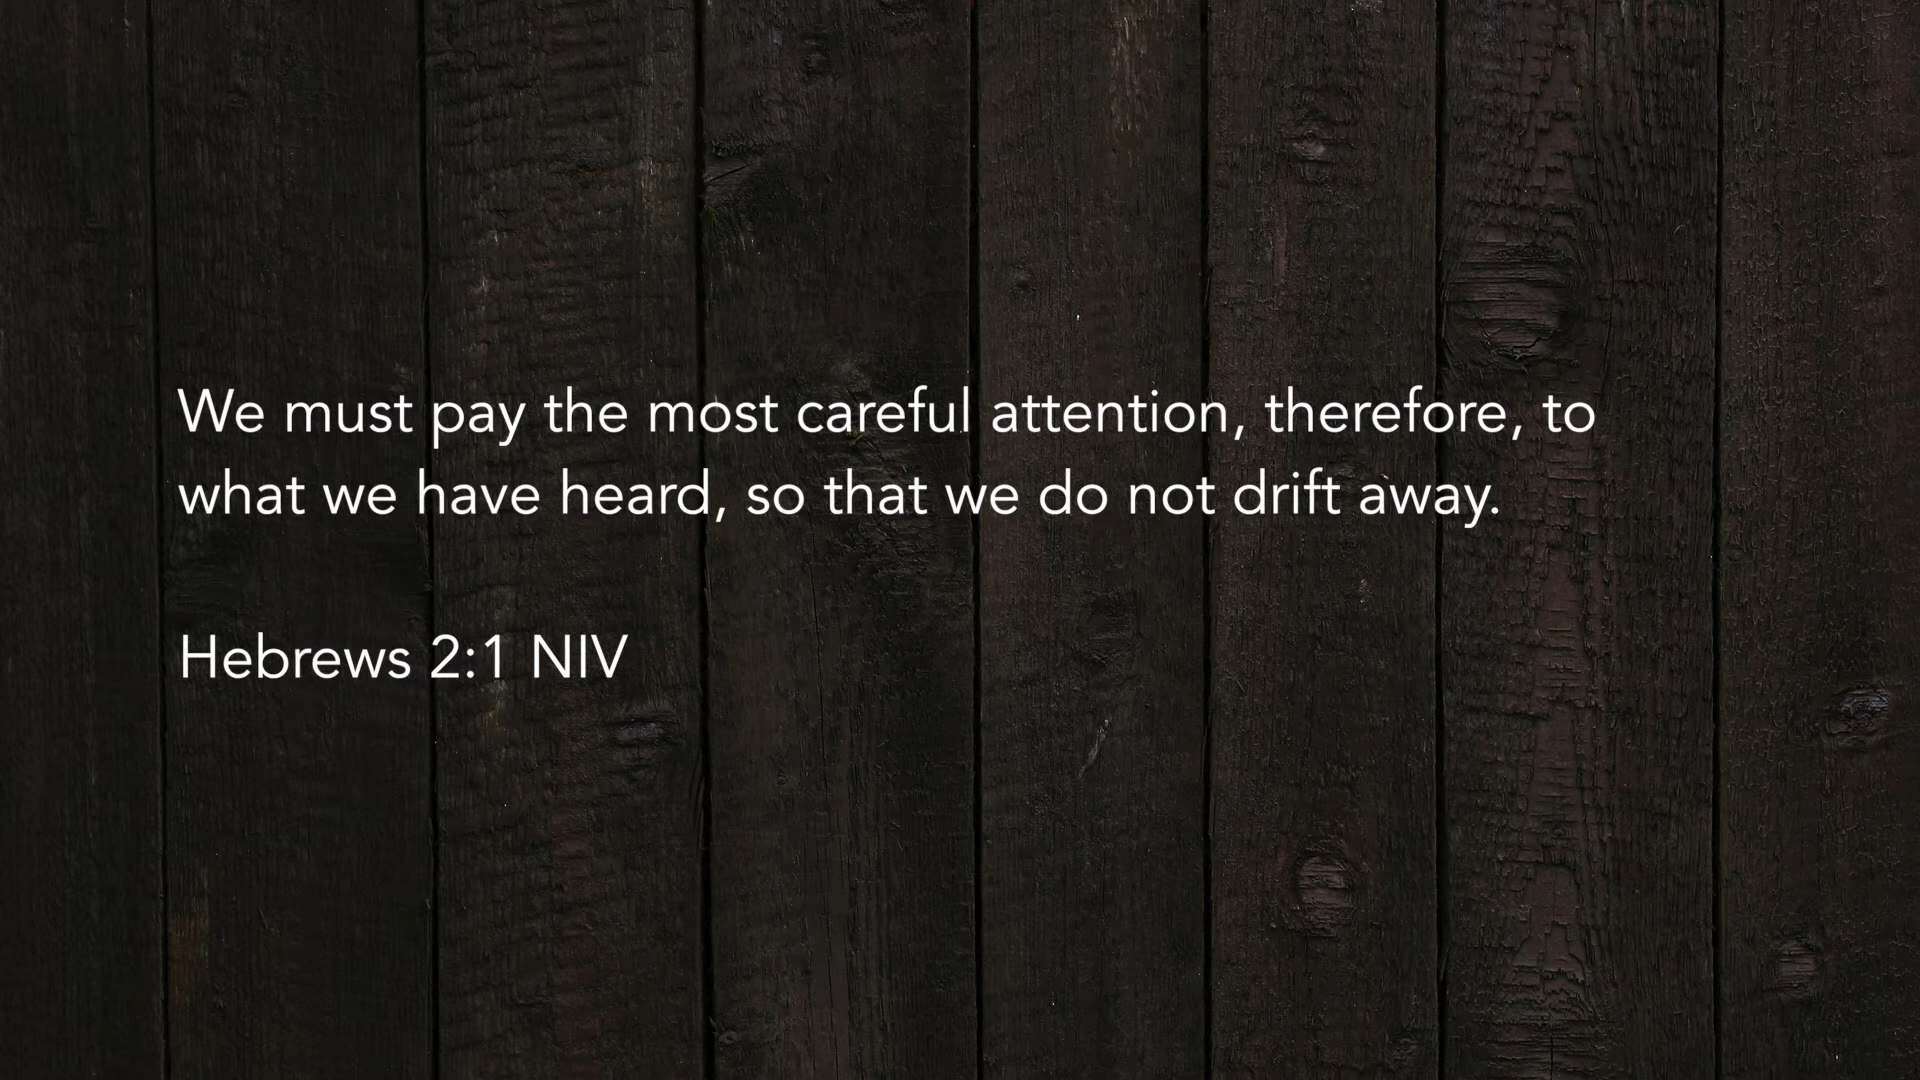 We must pay the most careful attention, therefore, to
what we have heard, so that we do not drift away.
Hebrews 2:1 NIV